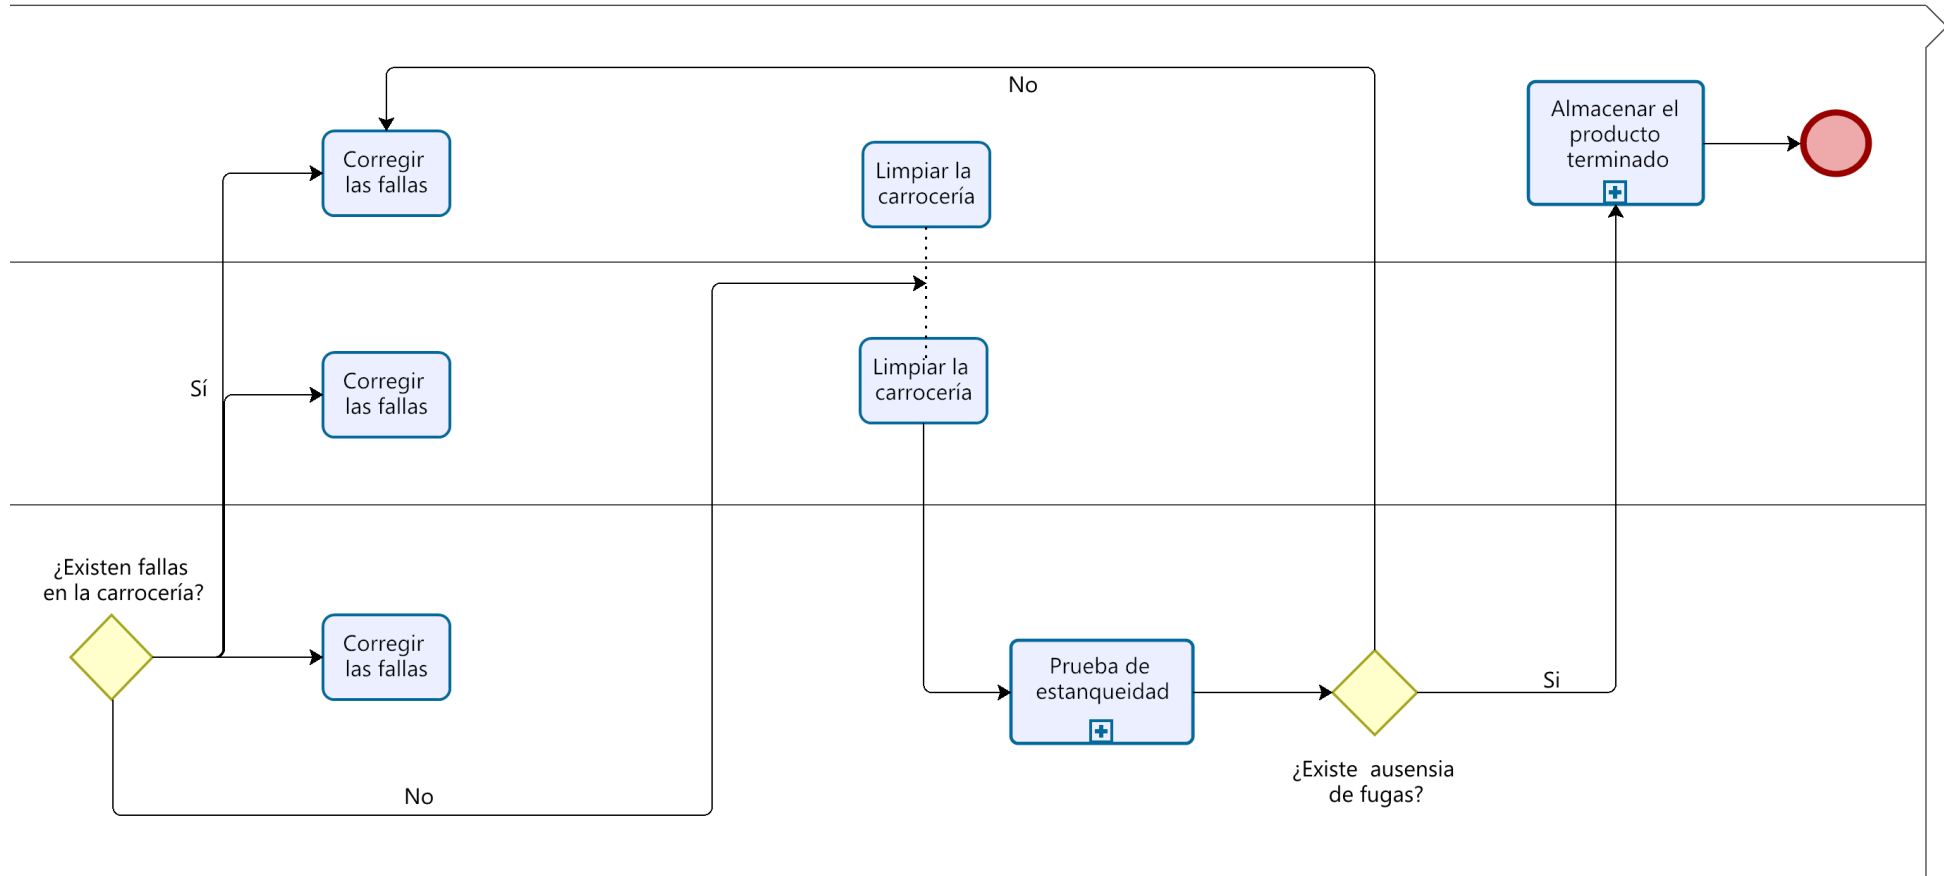 No
Almacenar el
producto
terminado
Corregir
las fallas
Limpiar la
carrocería
Sí
Corregir
las fallas
Limpiar la
carrocería
¿Existen fallas
en la carrocería?
Corregir
las fallas
Prueba de
estanqueidad
Si
¿Existe ausensia
de fugas?
No